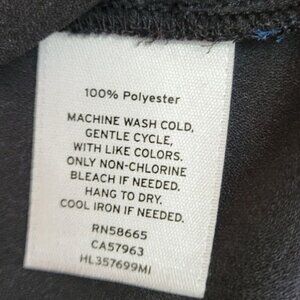 100% Polyester
MACHINE WASH COLD,
GENTLE CYCLE,
WITH LIKE COLORS.
ONLY NON-CHLORINE
BLEACH IF NEEDED.
HANG TO DRY.
COOL IRON IF NEEDED.
RN58665
CA57963
HL357699MI